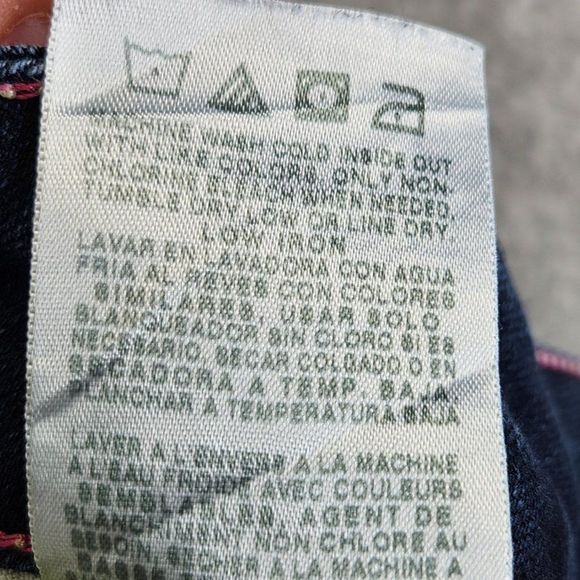 MACHINE WASH COLD INSIDE OUT
WITH LIKE COLORS. ONLY NON-
CHLORINE BLEACH WHEN NEEDED.
TUMBLE DRY LOW OR LINE DRY
LOW IRON
LAVAR EN LAVADORA CON AGUA
FRIA AL REVES CON COLORES
SIMILARES USAR SOLO
BLANQUEADOR SIN CLORO SI ES
NECESARIO. SECAR COLGADO O EN
SECADORA A TEMP. BAJA
PLANCHAR A TEMPERATURA BAJA
LAVER A L'ENVERS A LA MACHINE
A L'EAU FROIDE AVEC COULEURS
SEMBLABLES. AGENT DE
BLANCHIMENT NON CHLORE AU
BESOIN. SECHER A LA MACHINE A